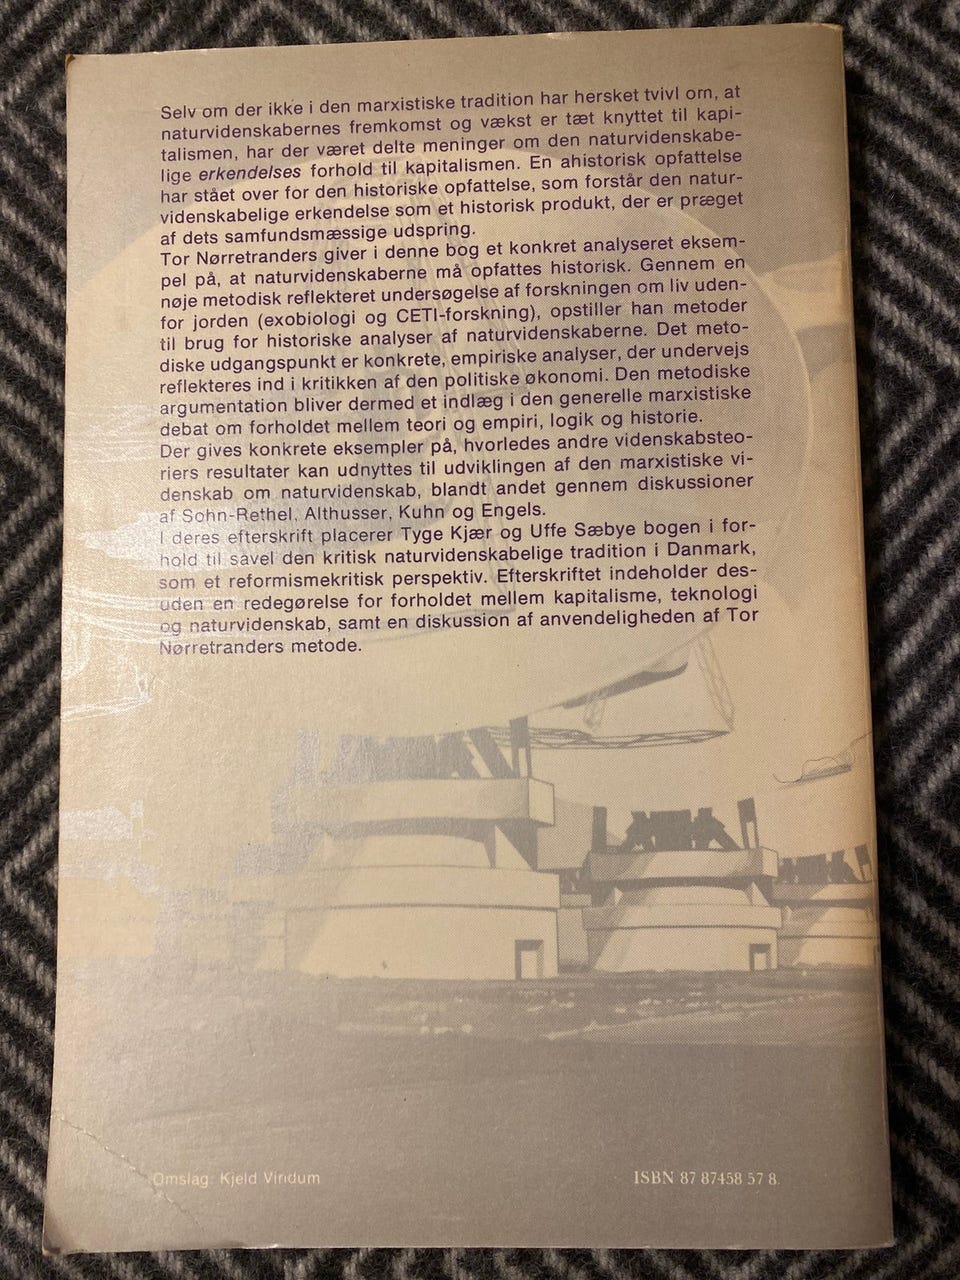 Selv om der ikke i den marxistiske tradition har hersket tvivl om, at
naturvidenskabernes fremkomst og vækst er tæt knyttet til kapi-
talismen, har der været delte meninger om den naturvidenskabe-
lige erkendelses forhold til kapitalismen. En ahistorisk opfattelse
har stået over for den historiske opfattelse, som forstår den natur-
videnskabelige erkendelse som et historisk produkt, der er præget
af dets samfundsmæssige udspring.
Tor Nørretranders giver i denne bog et konkret analyseret eksem-
pel på, at naturvidenskaberne må opfattes historisk. Gennem en
nøje metodisk reflekteret undersøgelse af forskningen om liv uden-
for jorden (exobiologi og CETI-forskning), opstiller han metoder
til brug for historiske analyser af naturvidenskaberne. Det meto-
diske udgangspunkt er konkrete, empiriske analyser, der undervejs
reflekteres ind i kritikken af den politiske økonomi. Den metodiske
argumentation bliver dermed et indlæg i den generelle marxistiske
debat om forholdet mellem teori og empiri, logik og historie.
Der gives konkrete eksempler på, hvorledes andre videnskabsteo-
riers resultater kan udnyttes til udviklingen af den marxistiske vi-
denskab om naturvidenskab, blandt andet gennem diskussioner
af Sohn-Rethel, Althusser, Kuhn og Engels.
I deres efterskrift placerer Tyge Kjær og Uffe Sæbye bogen i for-
hold til såvel den kritisk naturvidenskabelige tradition i Danmark,
som et reformismekritisk perspektiv. Efterskriftet indeholder des-
uden en redegørelse for forholdet mellem kapitalisme, teknologi
og naturvidenskab, samt en diskussion af anvendeligheden af Tor
Nørretranders metode.
Omslag: Kjeld Viridum
ISBN 87 87458 57 8